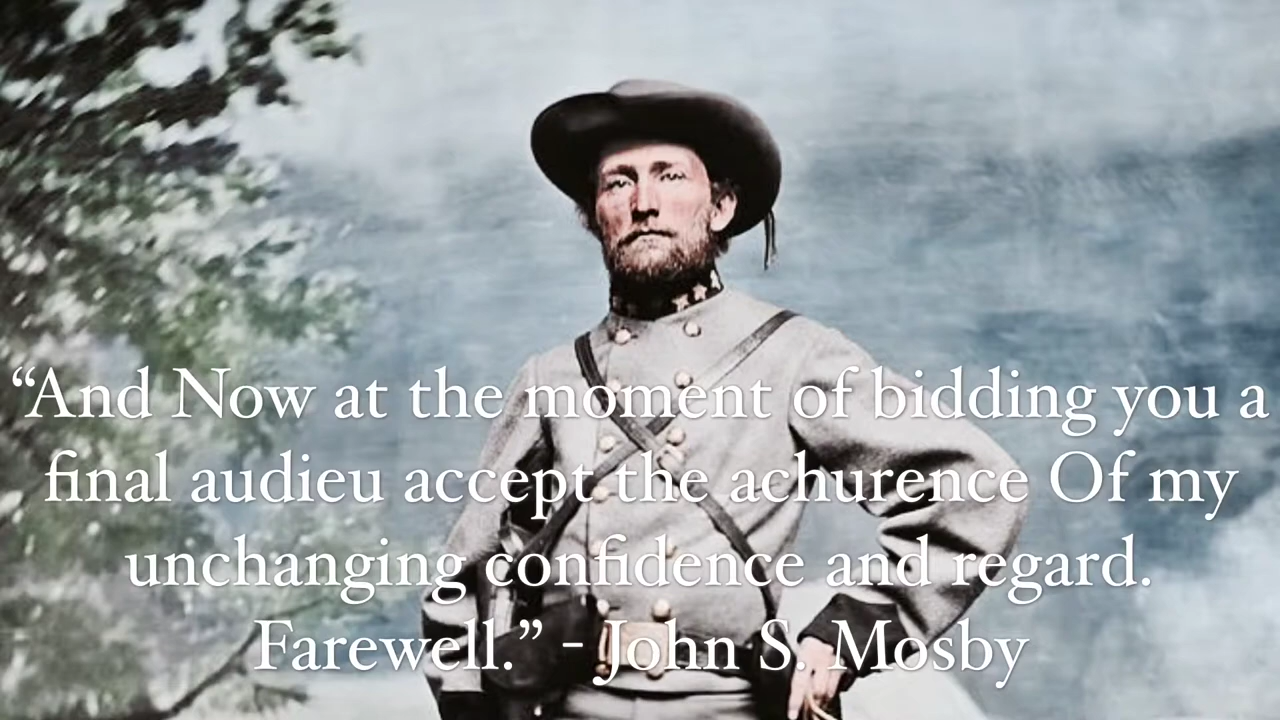 “And Now at the moment of bidding you a
final audieu accept the achurence Of my
unchanging confidence and regard.
Farewell.” - John S. Mosby